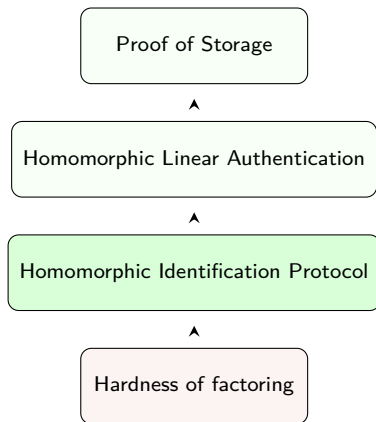 Proof of Storage
Homomorphic Linear Authentication
Homomorphic Identification Protocol
Hardness of factoring